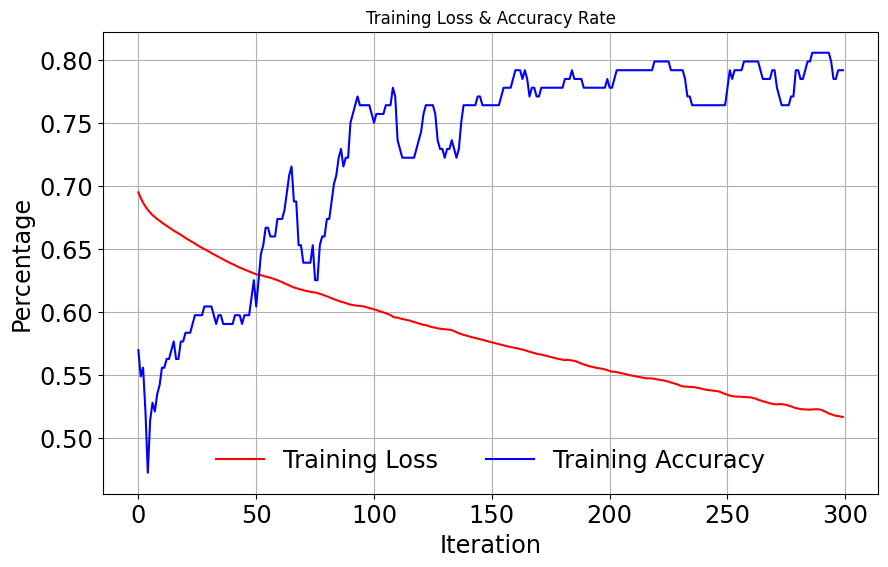 Training Loss & Accuracy Rate
0.80
0.75
0.70
0.65
0.60
0.55
0.50
Percentage
Training Loss
Training Accuracy
0 50 100 150 200 250 300
Iteration